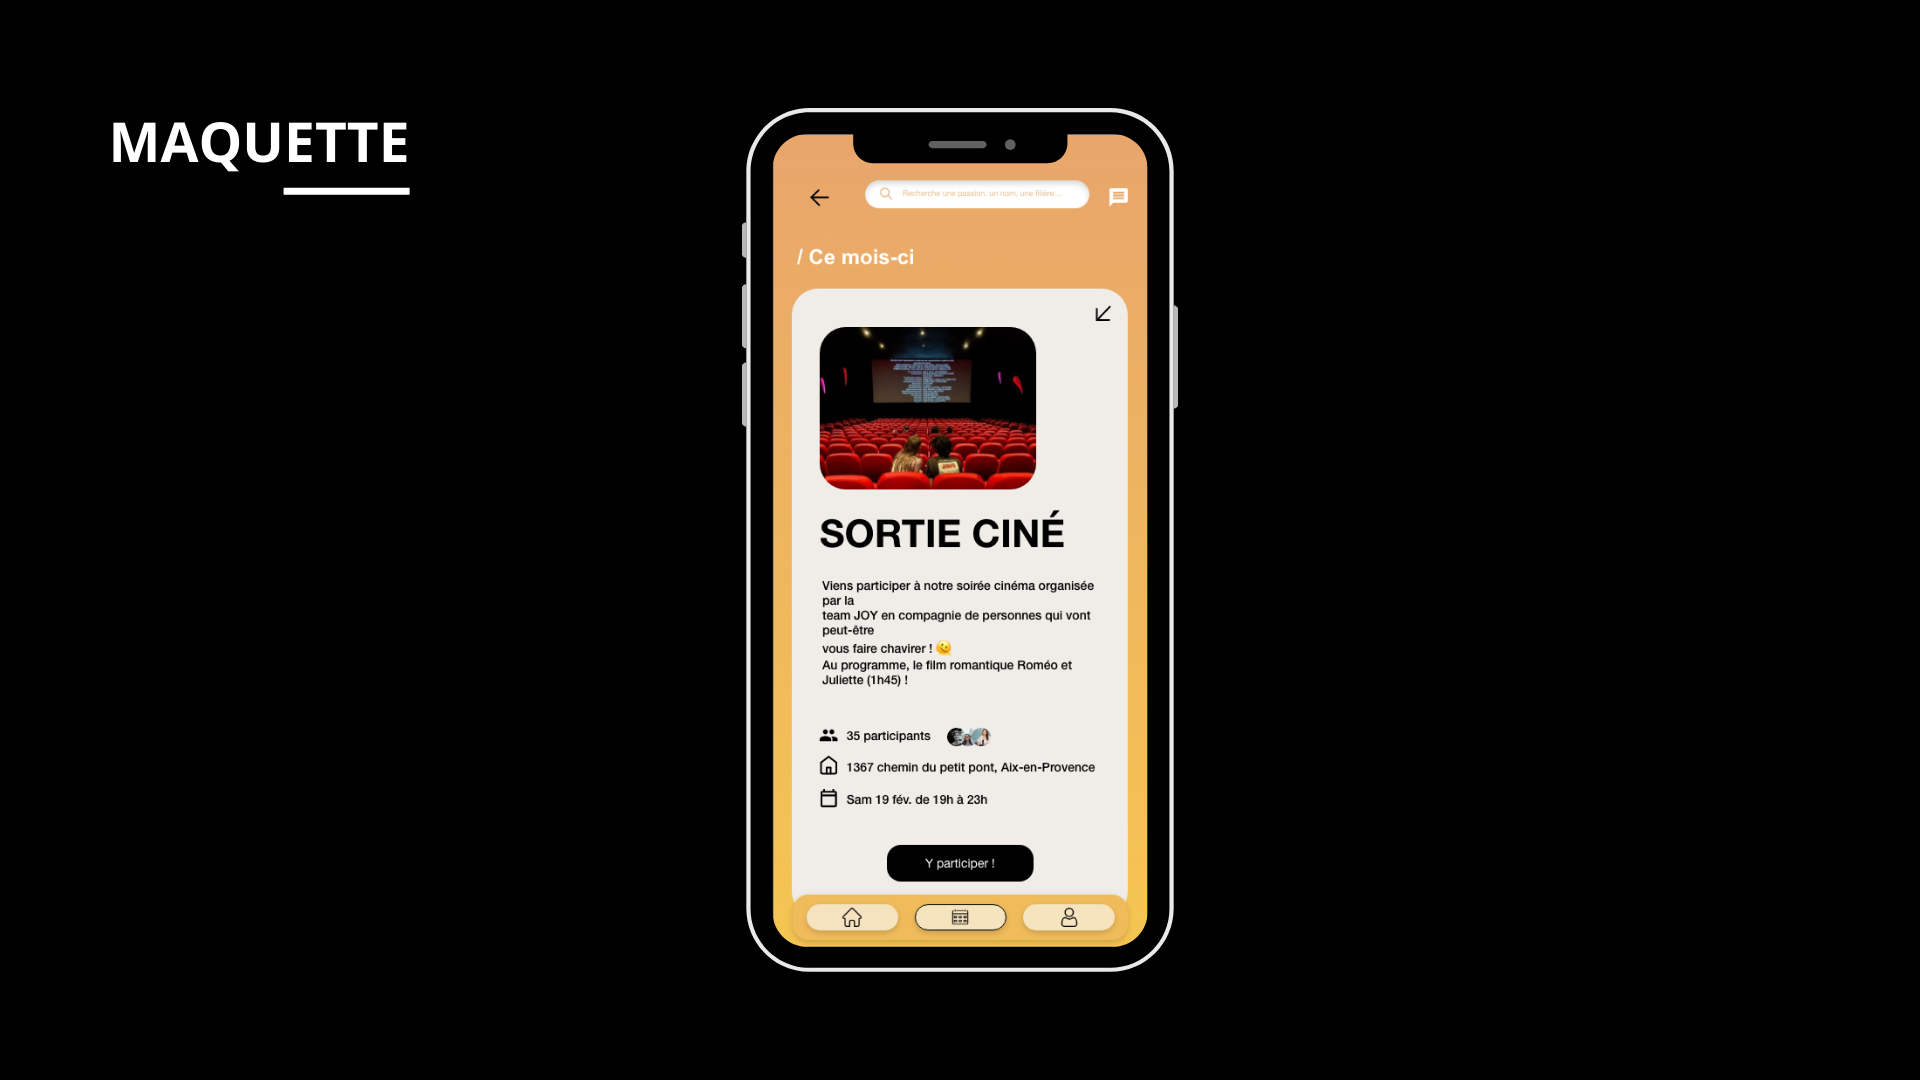 MAQUETTE
Recherche une passion, un nom, une filière...
/ Ce mois-ci
SORTIE CINÉ
Viens participer à notre soirée cinéma organisée
par la
team JOY en compagnie de personnes qui vont
peut-être
vous faire chavirer ! 🫠
Au programme, le film romantique Roméo et
Juliette (1h45) !
35 participants
1367 chemin du petit pont, Aix-en-Provence
Sam 19 fév. de 19h à 23h
Y participer !